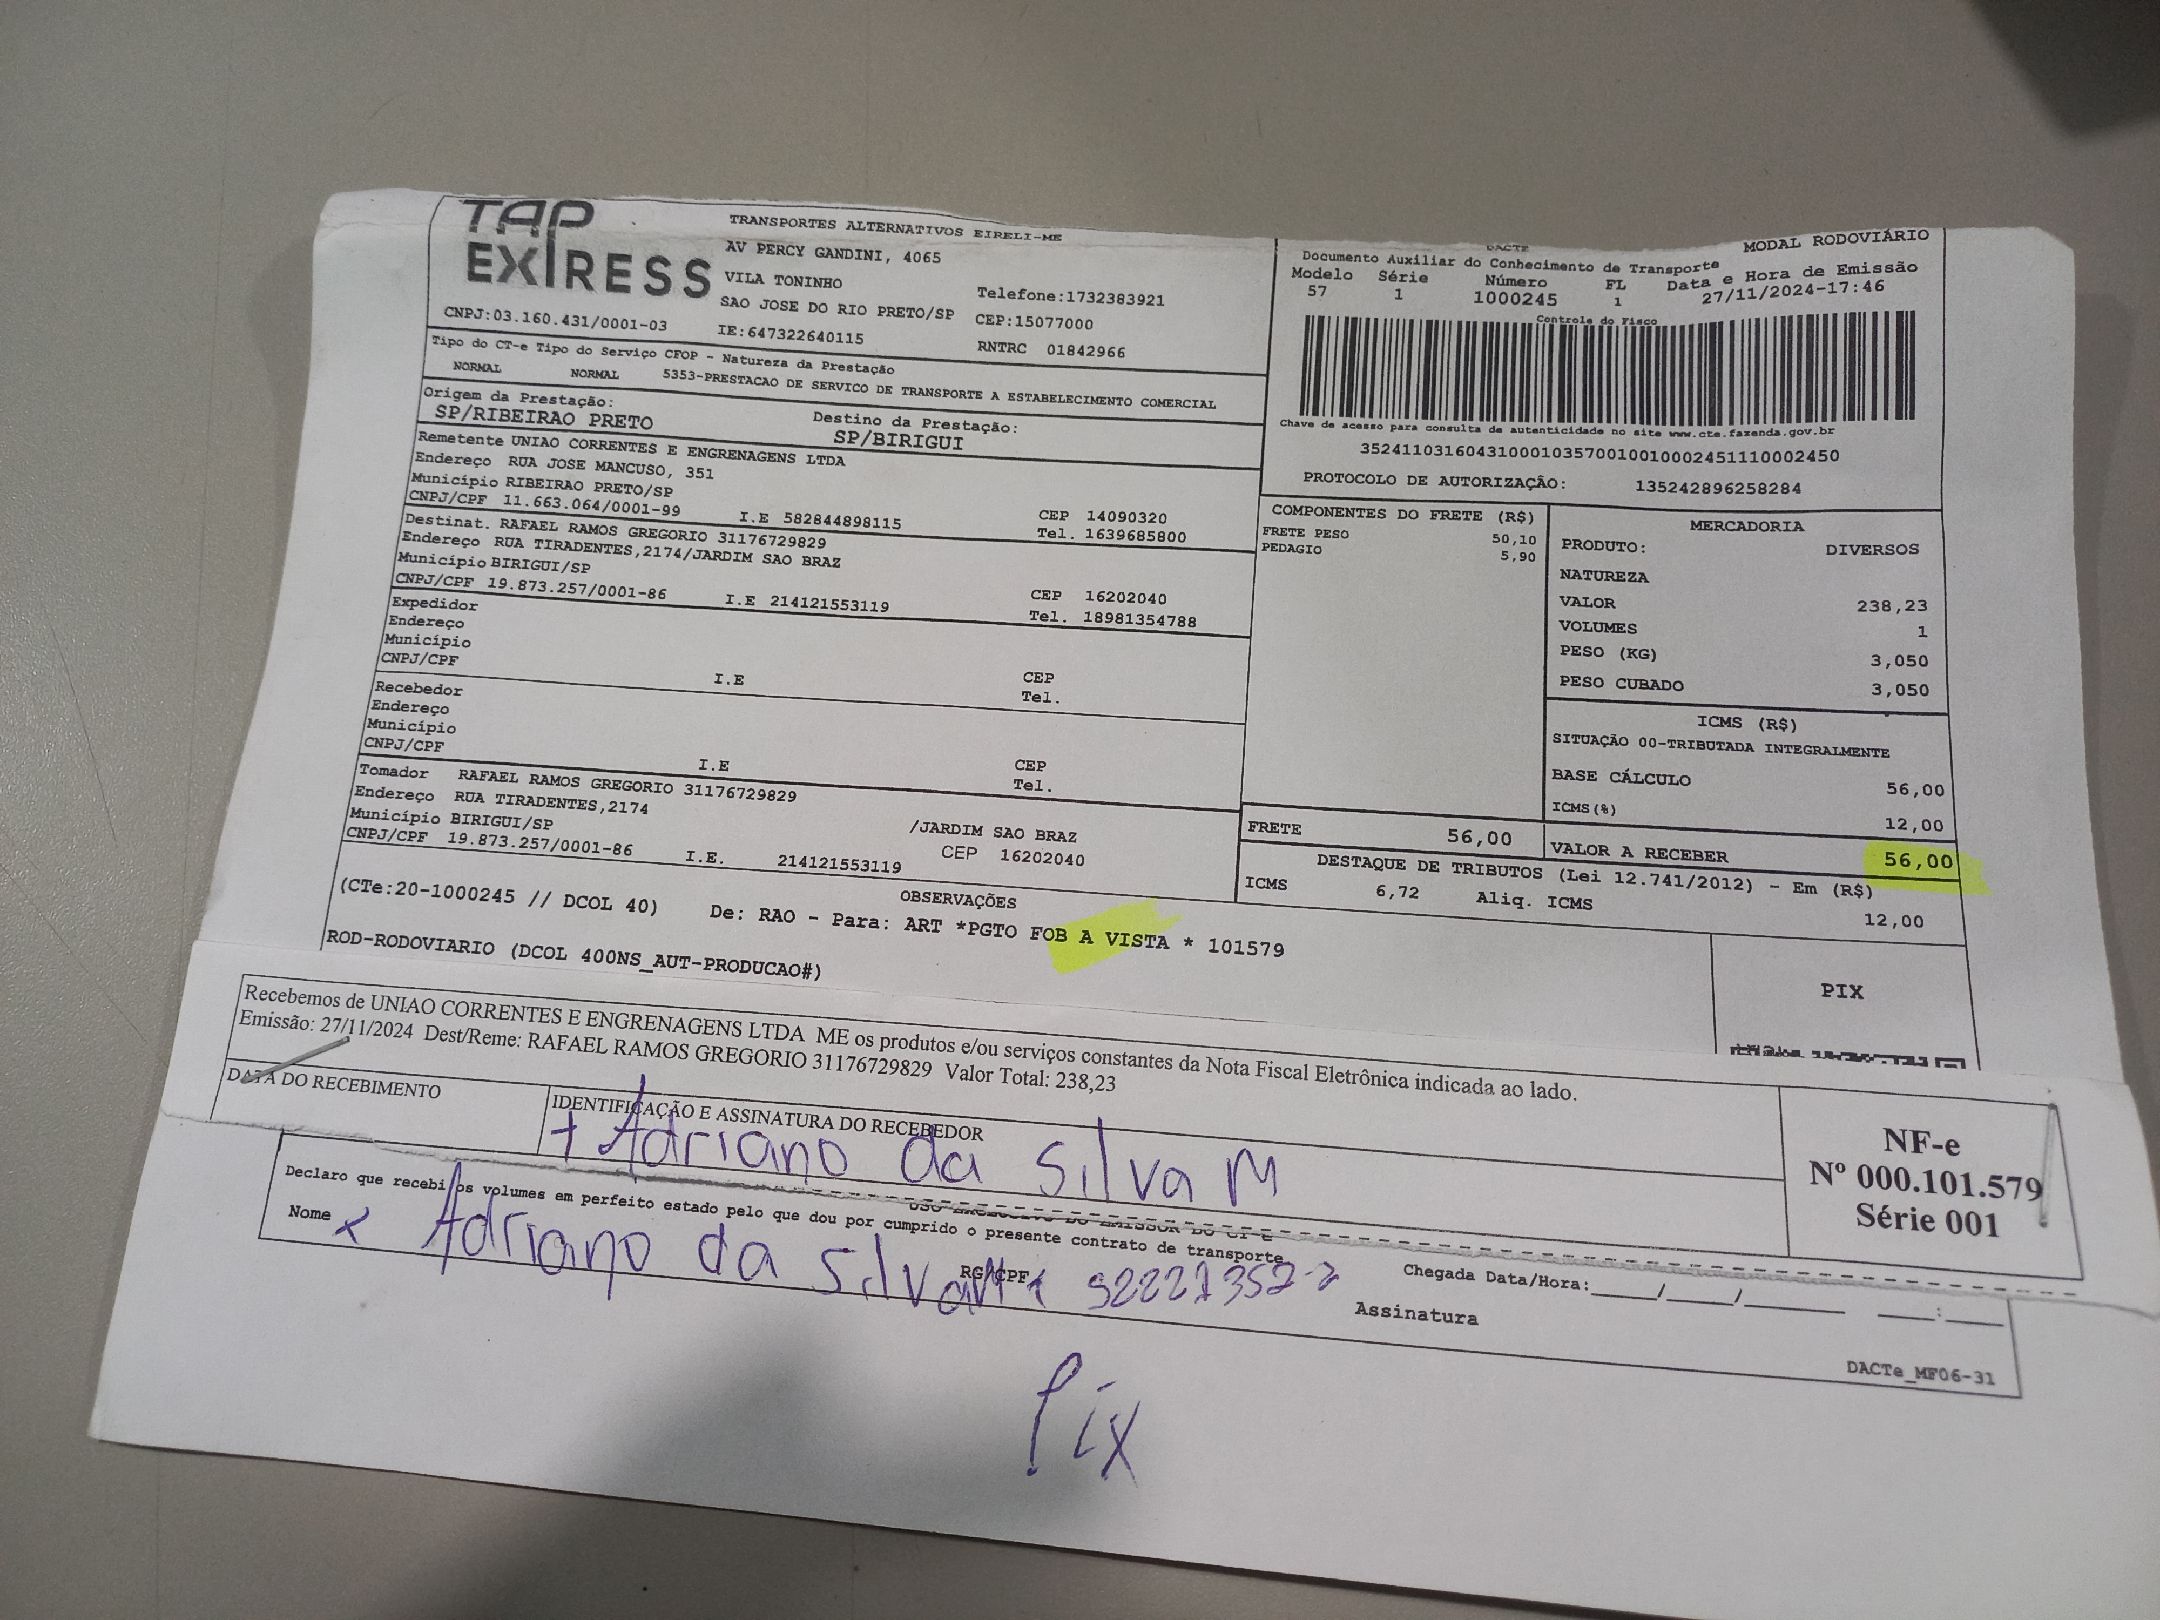 TAP
EXIRESS
TRANSPORTES ALTERNATIVOS EIRELI-ME
AV PERCY GANDINI, 4065
VILA TONINHO
SAO JOSE DO RIO PRETO/SP
Telefone:1732383921
CEP:15077000
CNPJ:03.160.431/0001-03
IE:647322640115
RNTRC 01842966
DACTE
MODAL RODOVIÁRIO
Documento Auxiliar do Conhecimento de Transporte
Modelo Série Número FL Data e Hora de Emissão
57 1 1000245 1 27/11/2024-17:46
Controle do Fisco
Chave de acesso para consulta de autenticidade no site www.cte.fazenda.gov.br
35241103160431000103570010010002451110002450
PROTOCOLO DE AUTORIZAÇÃO: 135242896258284
Tipo do CT-e Tipo do Serviço CFOP - Natureza da Prestação
NORMAL NORMAL 5353-PRESTACAO DE SERVICO DE TRANSPORTE A ESTABELECIMENTO COMERCIAL
Origem da Prestação: Destino da Prestação:
SP/RIBEIRAO PRETO SP/BIRIGUI
Remetente UNIAO CORRENTES E ENGRENAGENS LTDA
Endereço RUA JOSE MANCUSO, 351
Município RIBEIRAO PRETO/SP CEP 14090320
CNPJ/CPF 11.663.064/0001-99 I.E 582844898115 Tel. 1639685800
Destinat. RAFAEL RAMOS GREGORIO 31176729829
Endereço RUA TIRADENTES,2174/JARDIM SAO BRAZ
Município BIRIGUI/SP CEP 16202040
CNPJ/CPF 19.873.257/0001-86 I.E 214121553119 Tel. 18981354788
Expedidor
Endereço
Município CEP
CNPJ/CPF I.E Tel.
Recebedor
Endereço
Município CEP
CNPJ/CPF I.E Tel.
Tomador RAFAEL RAMOS GREGORIO 31176729829
Endereço RUA TIRADENTES,2174 /JARDIM SAO BRAZ
Município BIRIGUI/SP CEP 16202040
CNPJ/CPF 19.873.257/0001-86 I.E. 214121553119
COMPONENTES DO FRETE (R$)
FRETE PESO 50,10
PEDAGIO 5,90
MERCADORIA
PRODUTO: DIVERSOS
NATUREZA
VALOR 238,23
VOLUMES 1
PESO (KG) 3,050
PESO CUBADO 3,050
ICMS (R$)
SITUAÇÃO 00-TRIBUTADA INTEGRALMENTE
BASE CÁLCULO 56,00
ICMS(%) 12,00
FRETE 56,00 VALOR A RECEBER 56,00
DESTAQUE DE TRIBUTOS (Lei 12.741/2012) - Em (R$)
ICMS 6,72 Aliq. ICMS 12,00
OBSERVAÇÕES
(CTe:20-1000245 // DCOL 40) De: RAO - Para: ART *PGTO FOB A VISTA * 101579
ROD-RODOVIARIO (DCOL 400NS_AUT-PRODUCAO#)
PIX
Recebemos de UNIAO CORRENTES E ENGRENAGENS LTDA ME os produtos e/ou serviços constantes da Nota Fiscal Eletrônica indicada ao lado.
Emissão: 27/11/2024 Dest/Reme: RAFAEL RAMOS GREGORIO 31176729829 Valor Total: 238,23
DATA DO RECEBIMENTO IDENTIFICAÇÃO E ASSINATURA DO RECEBEDOR
Adriano da Silva M
NF-e
Nº 000.101.579
Série 001
USO EXCLUSIVO DO EMISSOR DO CT-E
Declaro que recebi os volumes em perfeito estado pelo que dou por cumprido o presente contrato de transporte
Nome x Adriano da Silva RG/CPF Chegada Data/Hora:____/____/______ ___:___
Assinatura
DACTe_MF06-31
Pix